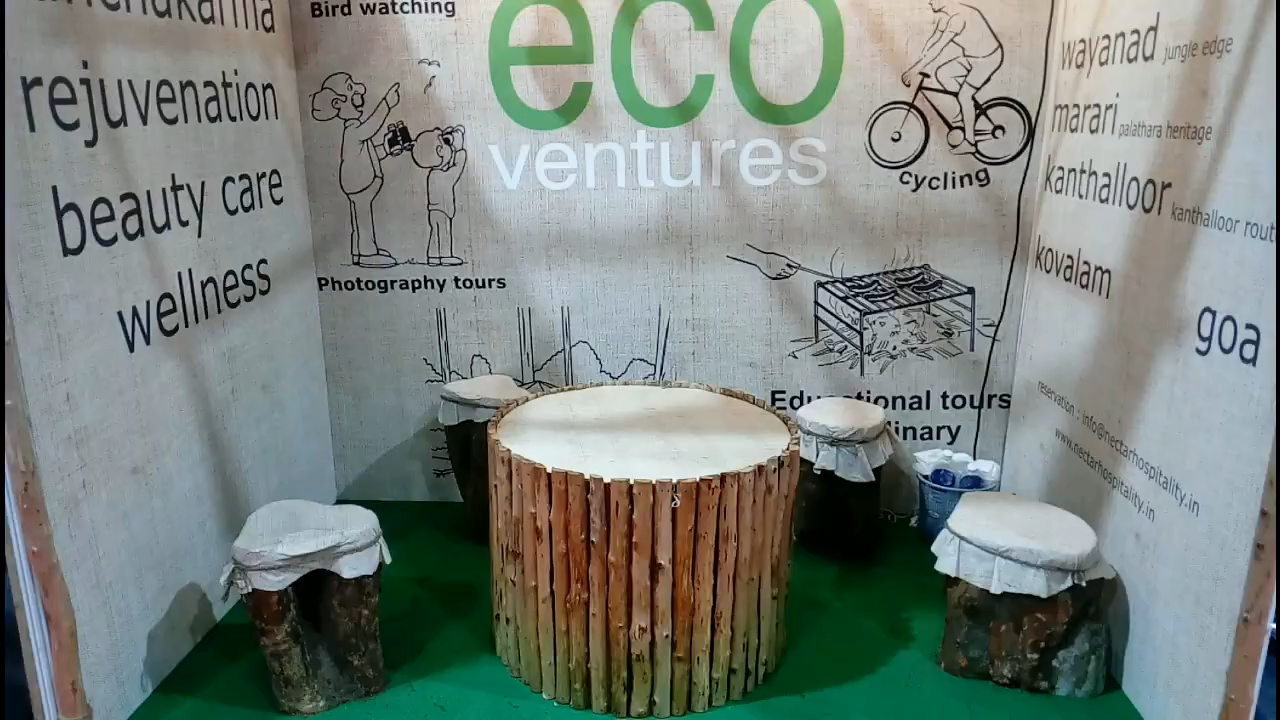 rejuvenation
beauty care
wellness
Bird watching
eco
ventures
Photography tours
cycling
Educational tours
wayanad jungle edge
marari palathara heritage
kanthalloor kanthalloor rout
kovalam
goa
reservation : info@nectarhospitality.in
www.nectarhospitality.in